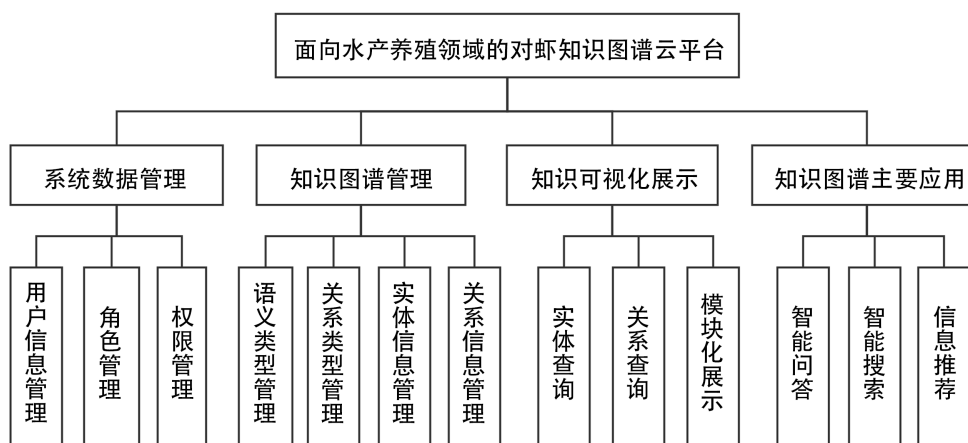 面向水产养殖领域的对虾知识图谱云平台
系统数据管理
知识图谱管理
知识可视化展示
知识图谱主要应用
用户信息管理
角色管理
权限管理
语义类型管理
关系类型管理
实体信息管理
关系信息管理
实体查询
关系查询
模块化展示
智能问答
智能搜索
信息推荐